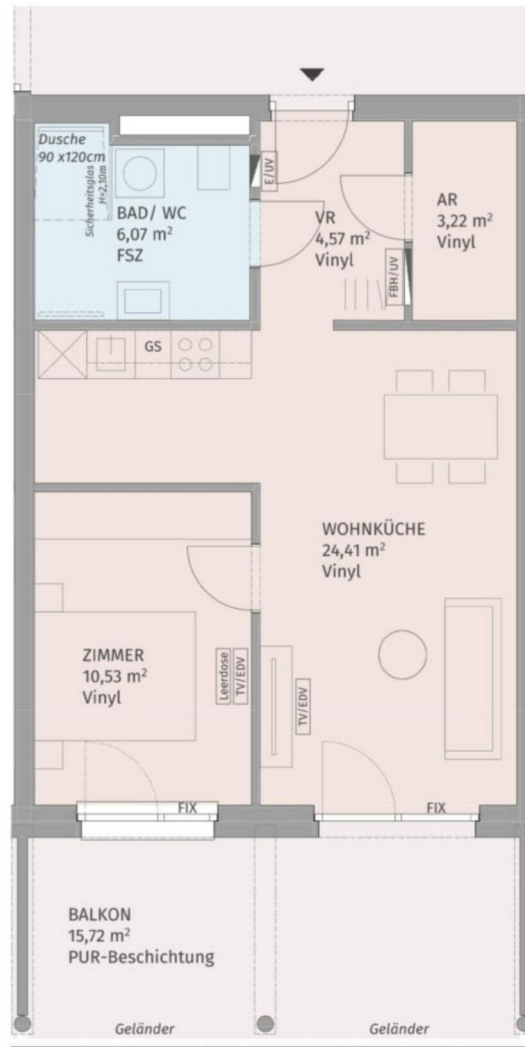 Dusche
90 x120cm
Sicherheitsglas
H=2,10m
BAD/ WC
6,07 m²
FSZ
E/UV
VR
4,57 m²
Vinyl
AR
3,22 m²
Vinyl
FBH/UV
GS
WOHNKÜCHE
24,41 m²
Vinyl
ZIMMER
10,53 m²
Vinyl
Leerdose
TV/EDV
TV/EDV
FIX
FIX
BALKON
15,72 m²
PUR-Beschichtung
Geländer
Geländer